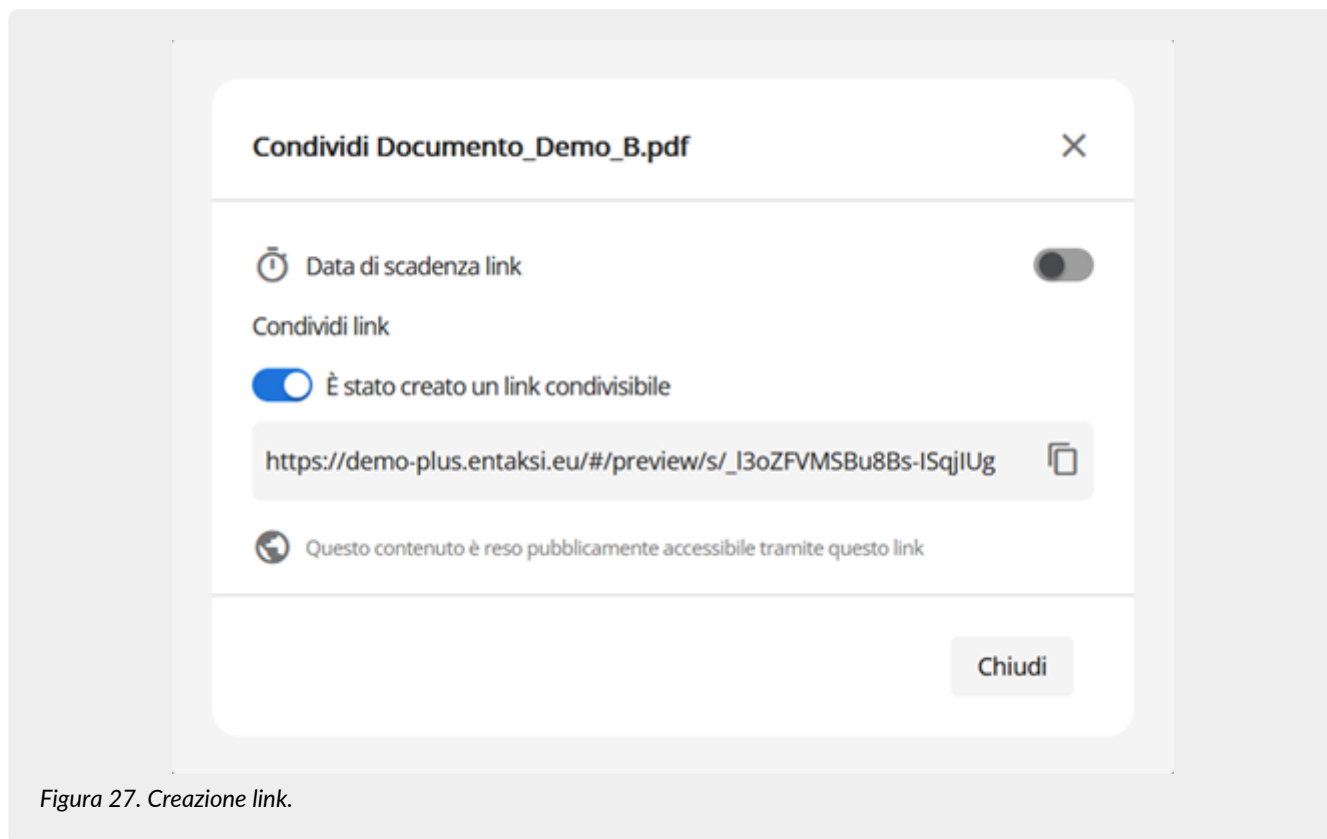 Condividi Documento_Demo_B.pdf
Data di scadenza link
Condividi link
È stato creato un link condivisibile
https://demo-plus.entaksi.eu/#/preview/s/_l3oZFVMSBu8Bs-ISqjIUg
Questo contenuto è reso pubblicamente accessibile tramite questo link
Chiudi
Figura 27. Creazione link.